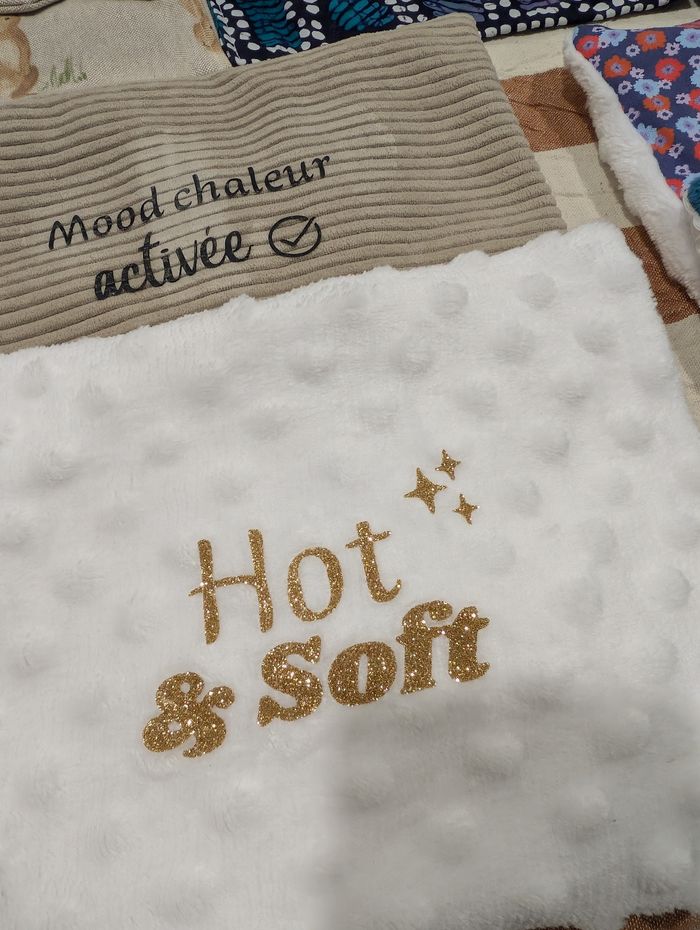 Mood chaleur
activée
Hot
& Soft